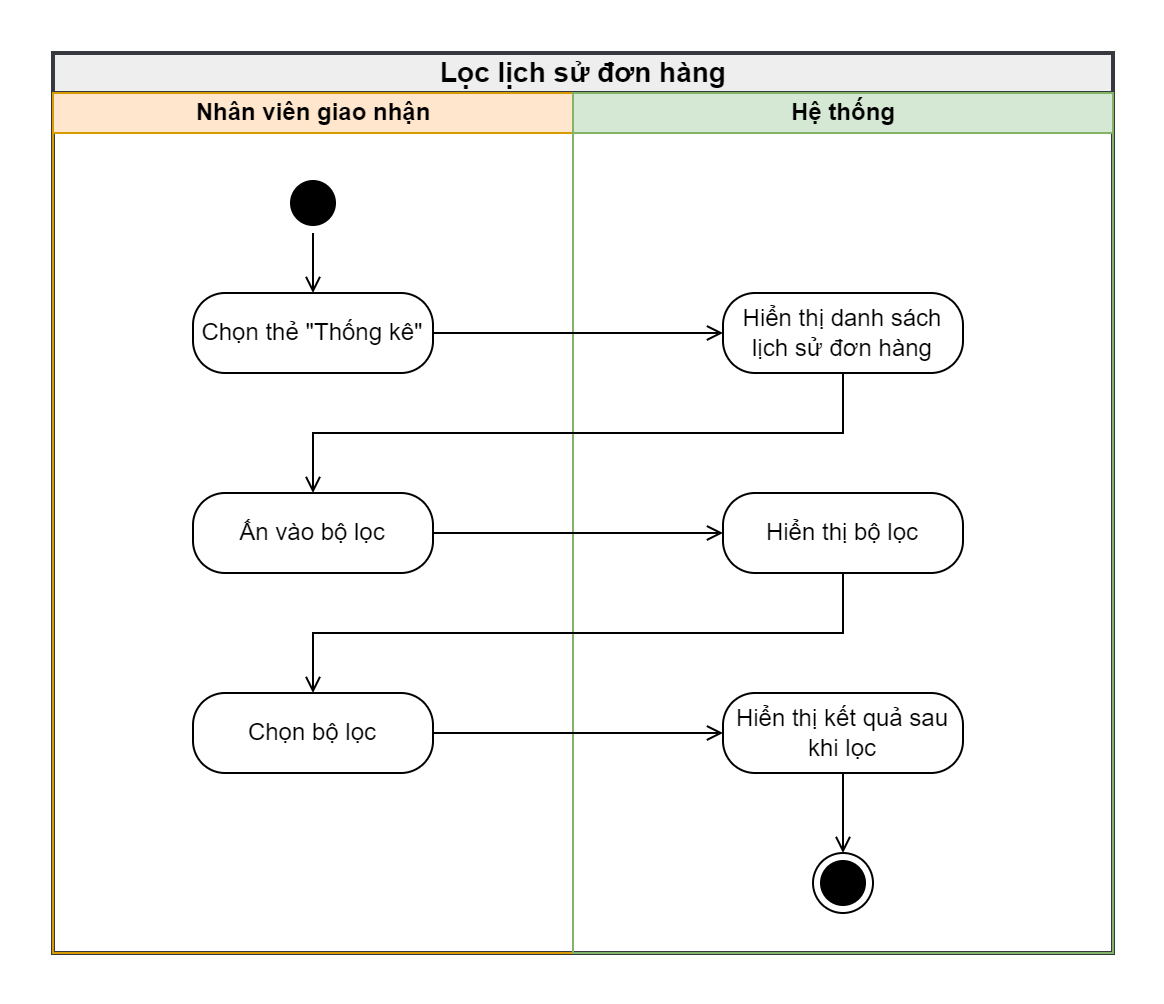 Lọc lịch sử đơn hàng
Nhân viên giao nhận
Hệ thống
Chọn thẻ "Thống kê"
Hiển thị danh sách
lịch sử đơn hàng
Ấn vào bộ lọc
Hiển thị bộ lọc
Chọn bộ lọc
Hiển thị kết quả sau
khi lọc